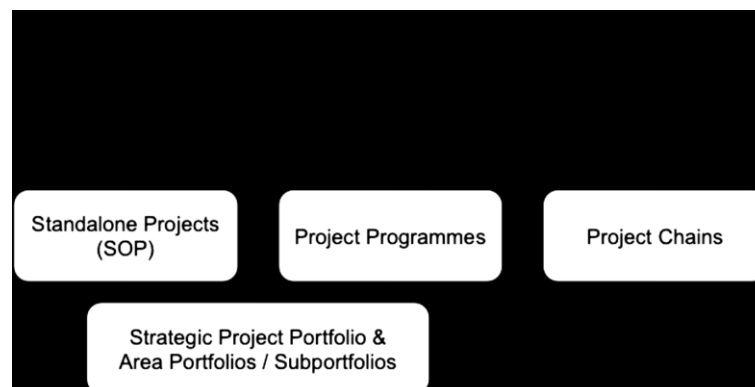 Standalone Projects
(SOP)
Project Programmes
Project Chains
Strategic Project Portfolio &
Area Portfolios / Subportfolios